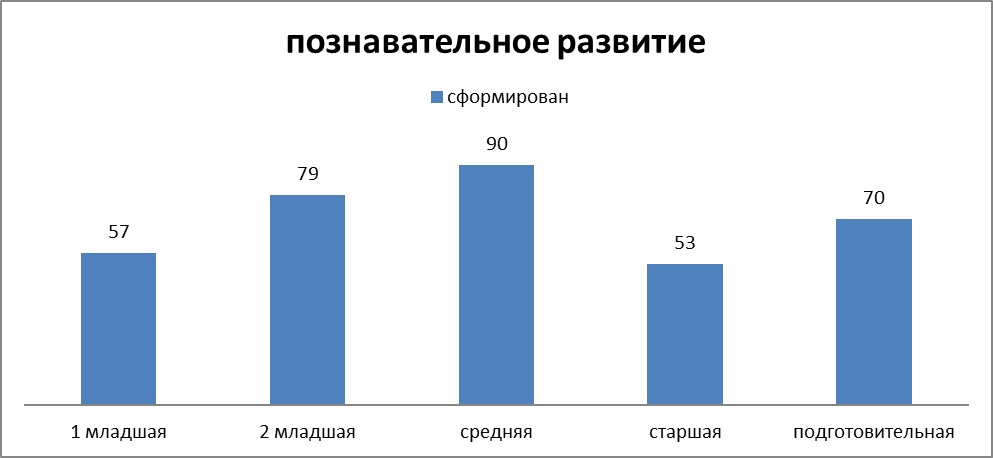 познавательное развитие
сформирован
90
79
70
57
53
1 младшая 2 младшая средняя старшая подготовительная